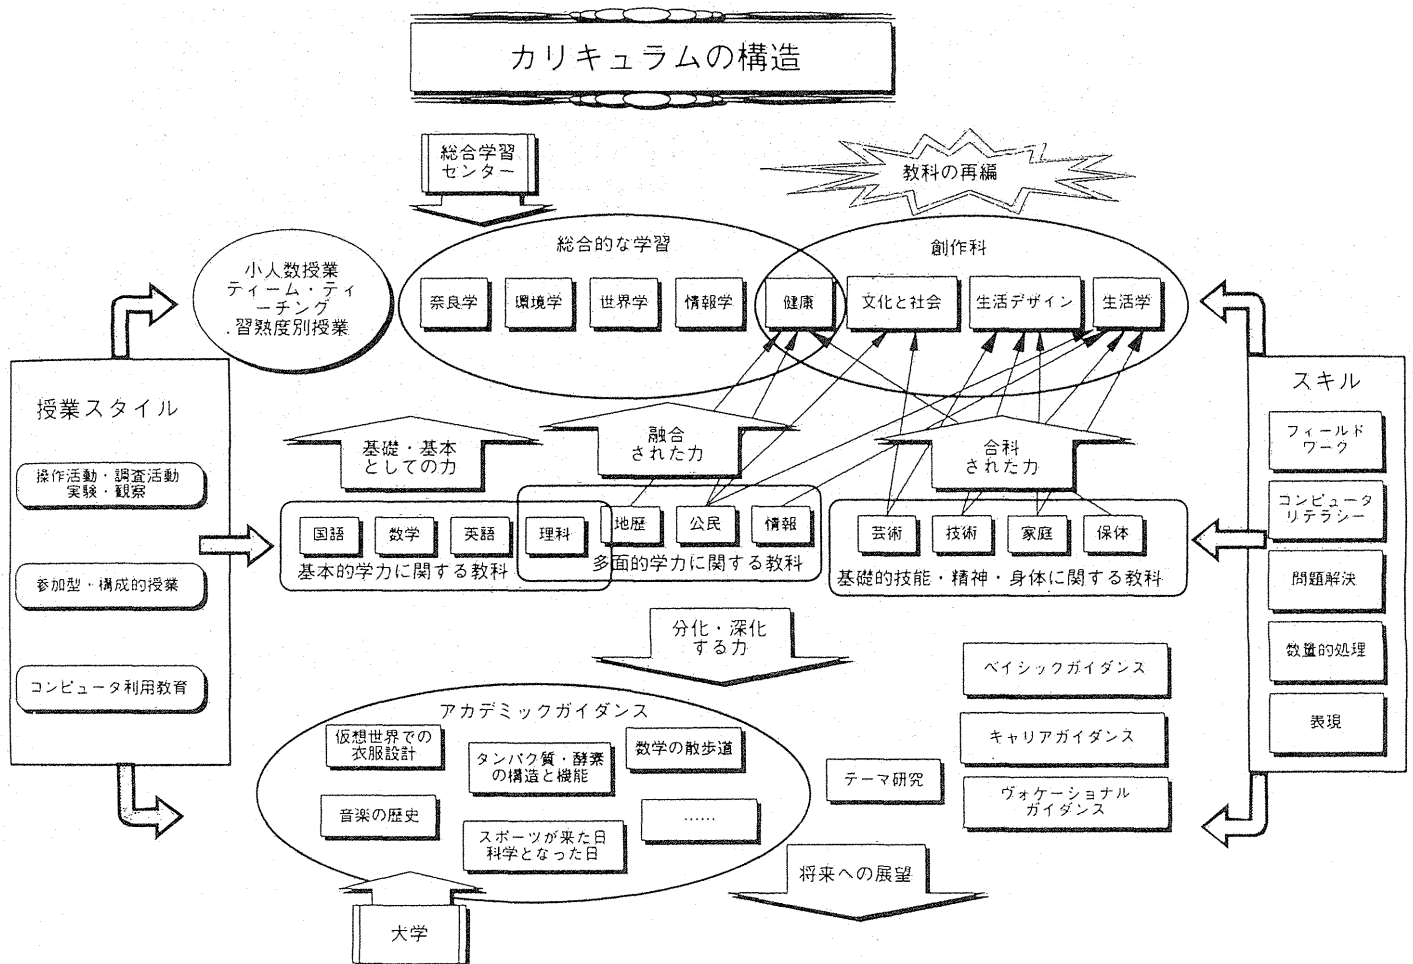 カリキュラムの構造
総合学習
センター
教科の再編
総合的な学習
創作科
小人数授業
ティーム・ティ
ーチング
.習熟度別授業
奈良学
環境学
世界学
情報学
健康
文化と社会
生活デザイン
生活学
授業スタイル
操作活動・調査活動
実験・観察
参加型・構成的授業
コンピュータ利用教育
スキル
フィールド
ワーク
コンピュータ
リテラシー
問題解決
数量的処理
表現
基礎・基本
としての力
融合
された力
合科
された力
国語
数学
英語
理科
地歴
公民
情報
芸術
技術
家庭
保体
基本的学力に関する教科
多面的学力に関する教科
基礎的技能・精神・身体に関する教科
分化・深化
する力
アカデミックガイダンス
仮想世界での
衣服設計
タンパク質・酵素
の構造と機能
数学の散歩道
音楽の歴史
スポーツが来た日
科学となった日
……
テーマ研究
ベイシックガイダンス
キャリアガイダンス
ヴォケーショナル
ガイダンス
将来への展望
大学